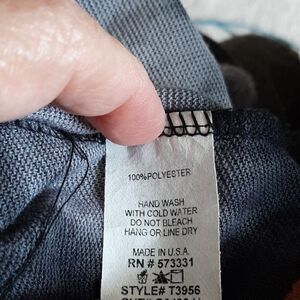 100%POLYESTER
HAND WASH
WITH COLD WATER
DO NOT BLEACH
HANG OR LINE DRY
MADE IN U.S.A.
RN # 573331
STYLE# T3956